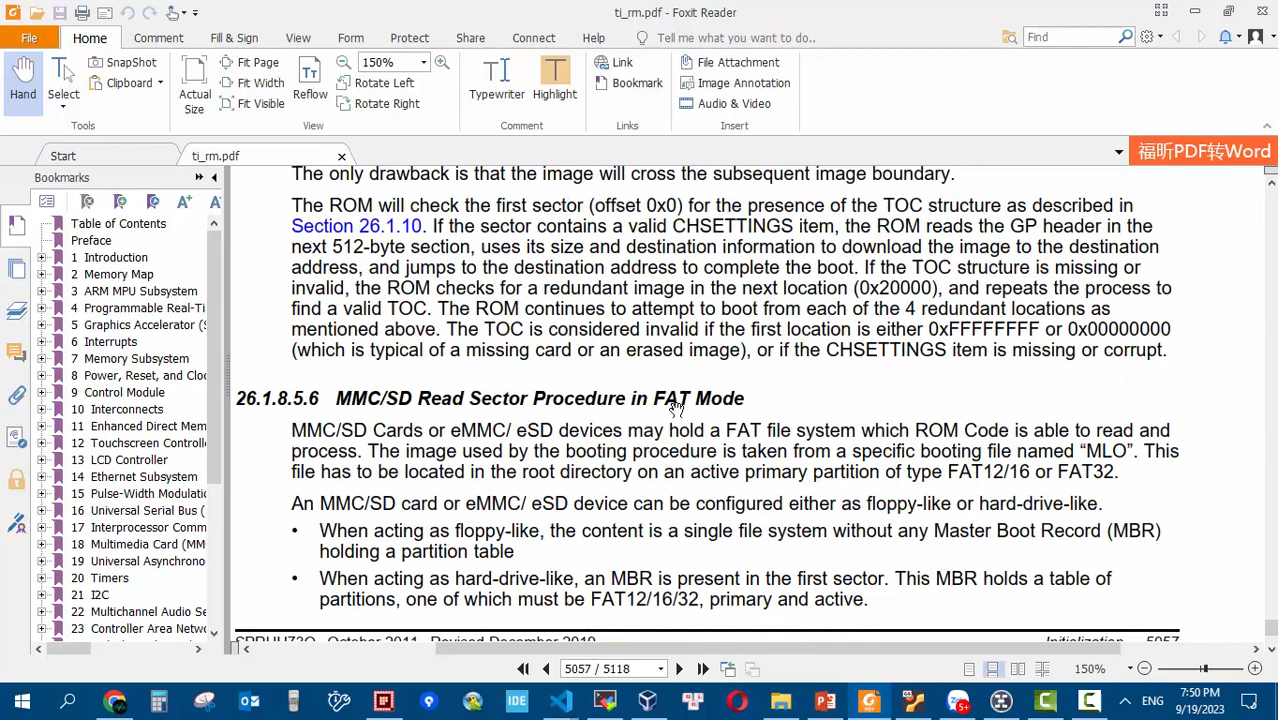 ti_rm.pdf - Foxit Reader
File
Home
Comment
Fill & Sign
View
Form
Protect
Share
Connect
Help
Tell me what you want to do..
Find
Hand
Select
SnapShot
Clipboard
Tools
Actual
Size
Fit Page
Fit Width
Fit Visible
Reflow
150%
Rotate Left
Rotate Right
View
Typewriter
Highlight
Comment
Link
Bookmark
Links
File Attachment
Image Annotation
Audio & Video
Insert
Start
ti_rm.pdf
福昕PDF转Word
Bookmarks
Table of Contents
Preface
1 Introduction
2 Memory Map
3 ARM MPU Subsystem
4 Programmable Real-Ti
5 Graphics Accelerator (S
6 Interrupts
7 Memory Subsystem
8 Power, Reset, and Cloc
9 Control Module
10 Interconnects
11 Enhanced Direct Mem
12 Touchscreen Controll
13 LCD Controller
14 Ethernet Subsystem
15 Pulse-Width Modulati
16 Universal Serial Bus (
17 Interprocessor Comm
18 Multimedia Card (MM
19 Universal Asynchrono
20 Timers
21 I2C
22 Multichannel Audio Se
23 Controller Area Netw
The only drawback is that the image will cross the subsequent image boundary.
The ROM will check the first sector (offset 0x0) for the presence of the TOC structure as described in
Section 26.1.10. If the sector contains a valid CHSETTINGS item, the ROM reads the GP header in the
next 512-byte section, uses its size and destination information to download the image to the destination
address, and jumps to the destination address to complete the boot. If the TOC structure is missing or
invalid, the ROM checks for a redundant image in the next location (0x20000), and repeats the process to
find a valid TOC. The ROM continues to attempt to boot from each of the 4 redundant locations as
mentioned above. The TOC is considered invalid if the first location is either 0xFFFFFFFF or 0x00000000
(which is typical of a missing card or an erased image), or if the CHSETTINGS item is missing or corrupt.
26.1.8.5.6 MMC/SD Read Sector Procedure in FAT Mode
MMC/SD Cards or eMMC/ eSD devices may hold a FAT file system which ROM Code is able to read and
process. The image used by the booting procedure is taken from a specific booting file named “MLO”. This
file has to be located in the root directory on an active primary partition of type FAT12/16 or FAT32.
An MMC/SD card or eMMC/ eSD device can be configured either as floppy-like or hard-drive-like.
• When acting as floppy-like, the content is a single file system without any Master Boot Record (MBR)
holding a partition table
• When acting as hard-drive-like, an MBR is present in the first sector. This MBR holds a table of
partitions, one of which must be FAT12/16/32, primary and active.
SPRUH73Q October 2011 Revised December 2019
Initialization 5057
5057 / 5118
150%
IDE
5+
ENG
7:50 PM
9/19/2023